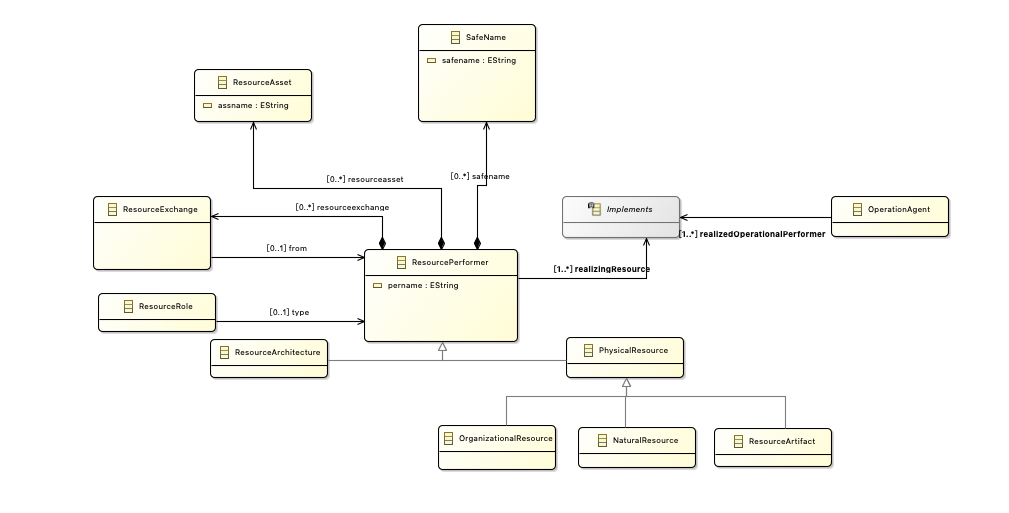 SafeName
safename : EString
ResourceAsset
assname : EString
[0..*] resourceasset
[0..*] safename
ResourceExchange
[0..*] resourceexchange
Implements
OperationAgent
[1..*] realizedOperationalPerformer
[0..1] from
ResourcePerformer
pername : EString
[1..*] realizingResource
ResourceRole
[0..1] type
ResourceArchitecture
PhysicalResource
OrganizationalResource
NaturalResource
ResourceArtifact